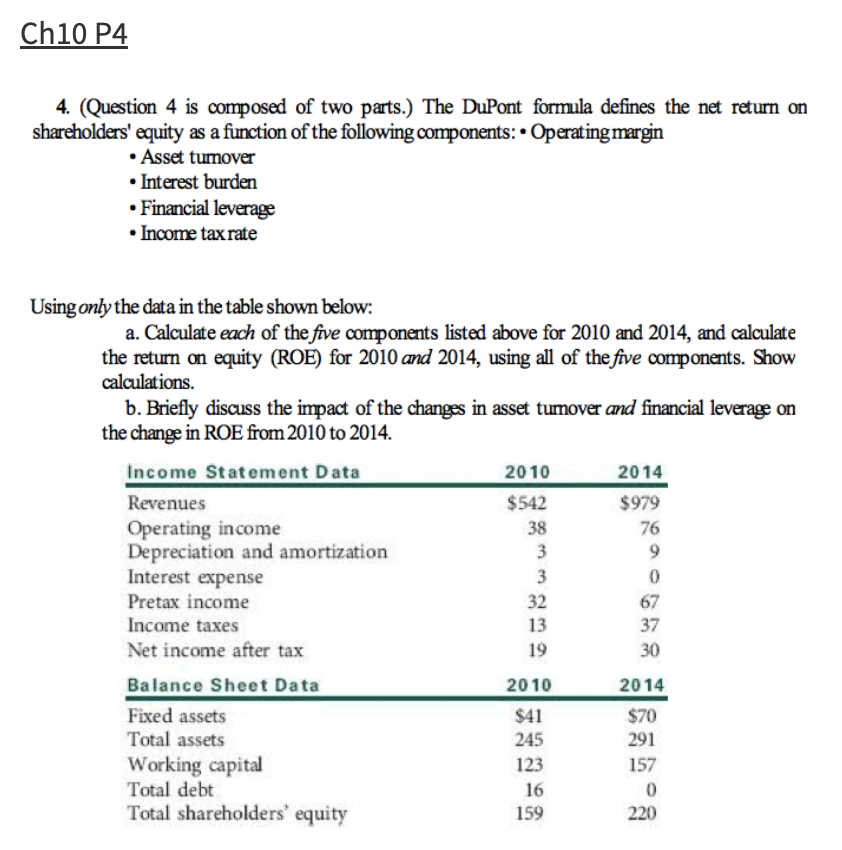 Ch10 P4
4. (Question 4 is composed of two parts.) The DuPont formula defines the net return on
shareholders' equity as a function of the following components: • Operating margin
• Asset turnover
• Interest burden
• Financial leverage
• Income tax rate
Using only the data in the table shown below:
a. Calculate each of the five components listed above for 2010 and 2014, and calculate
the return on equity (ROE) for 2010 and 2014, using all of the five components. Show
calculations.
b. Briefly discuss the impact of the changes in asset turnover and financial leverage on
the change in ROE from 2010 to 2014.
Income Statement Data 2010 2014
Revenues $542 $979
Operating income 38 76
Depreciation and amortization 3 9
Interest expense 3 0
Pretax income 32 67
Income taxes 13 37
Net income after tax 19 30
Balance Sheet Data 2010 2014
Fixed assets $41 $70
Total assets 245 291
Working capital 123 157
Total debt 16 0
Total shareholders' equity 159 220